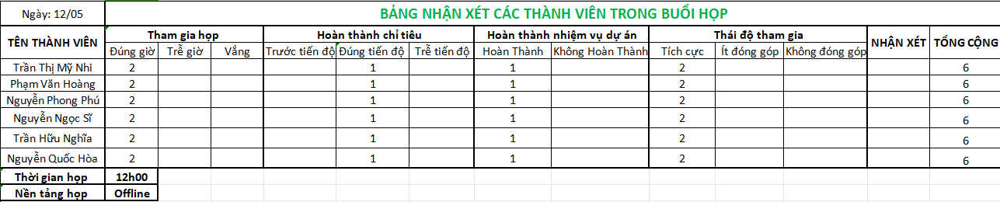 Ngày: 12/05 BẢNG NHẬN XÉT CÁC THÀNH VIÊN TRONG BUỔI HỌP
TÊN THÀNH VIÊN Tham gia họp Hoàn thành chỉ tiêu Hoàn thành nhiệm vụ dự án Thái độ tham gia NHẬN XÉT TỔNG CỘNG
Đúng giờ Trễ giờ Vắng Trước tiến độ Đúng tiến độ Trễ tiến độ Hoàn Thành Không Hoàn Thành Tích cực Ít đóng góp Không đóng góp
Trần Thị Mỹ Nhi 2 1 1 2 6
Phạm Văn Hoàng 2 1 1 2 6
Nguyễn Phong Phú 2 1 1 2 6
Nguyễn Ngọc Sĩ 2 1 1 2 6
Trần Hữu Nghĩa 2 1 1 2 6
Nguyễn Quốc Hòa 2 1 1 2 6
Thời gian họp 12h00
Nền tảng họp Offline